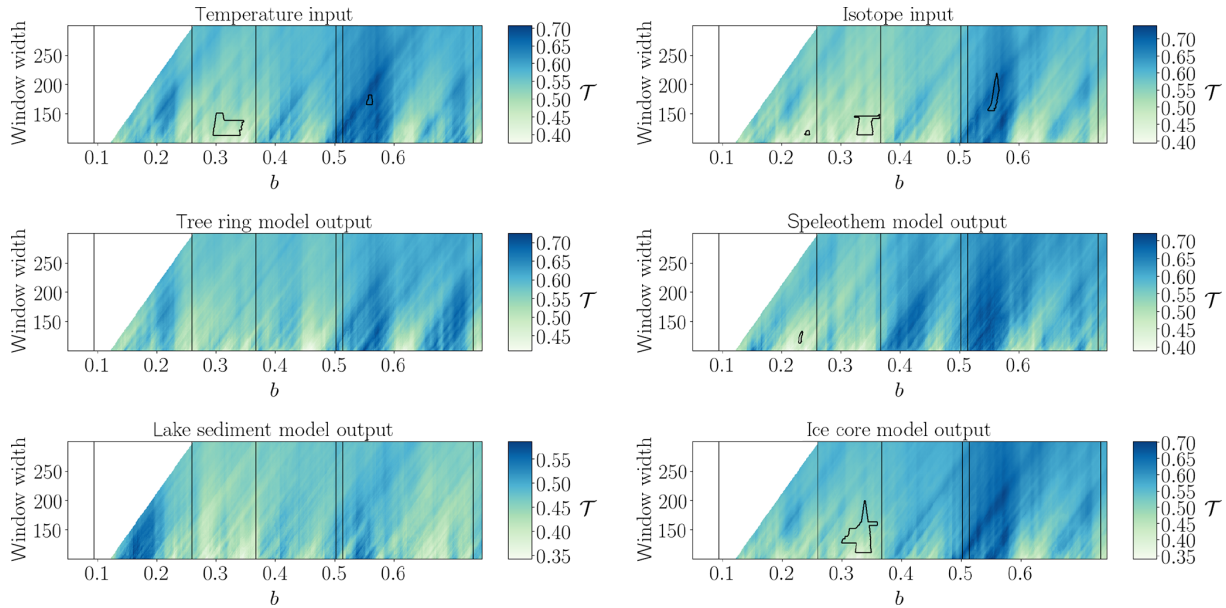 Temperature input
Window width
250
200
150
0.1 0.2 0.3 0.4 0.5 0.6
b
0.70
0.65
0.60
0.55
0.50
0.45
0.40
𝒯
Isotope input
Window width
250
200
150
0.1 0.2 0.3 0.4 0.5 0.6
b
0.70
0.65
0.60
0.55
0.50
0.45
0.40
𝒯
Tree ring model output
Window width
250
200
150
0.1 0.2 0.3 0.4 0.5 0.6
b
0.70
0.65
0.60
0.55
0.50
0.45
𝒯
Speleothem model output
Window width
250
200
150
0.1 0.2 0.3 0.4 0.5 0.6
b
0.70
0.65
0.60
0.55
0.50
0.45
0.40
𝒯
Lake sediment model output
Window width
250
200
150
0.1 0.2 0.3 0.4 0.5 0.6
b
0.55
0.50
0.45
0.40
0.35
𝒯
Ice core model output
Window width
250
200
150
0.1 0.2 0.3 0.4 0.5 0.6
b
0.70
0.65
0.60
0.55
0.50
0.45
0.40
0.35
𝒯